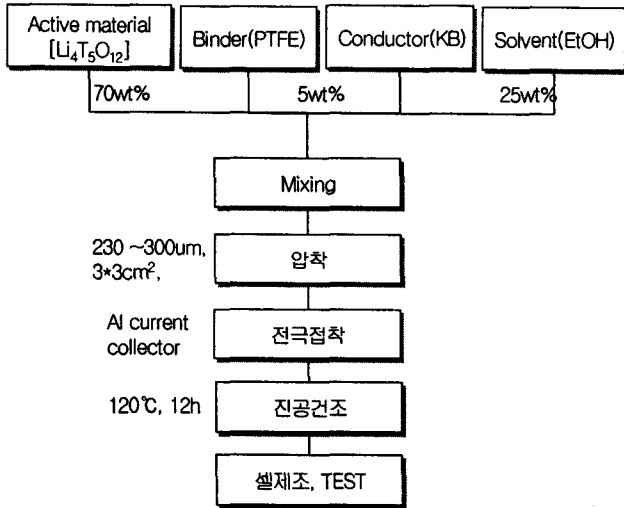 Active material
[Li₄T₅O₁₂]
Binder(PTFE)
Conductor(KB)
Solvent(EtOH)
70wt%
5wt%
25wt%
Mixing
230 ~300um,
3*3cm²,
압착
Al current
collector
전극접착
120℃, 12h
진공건조
셀제조, TEST